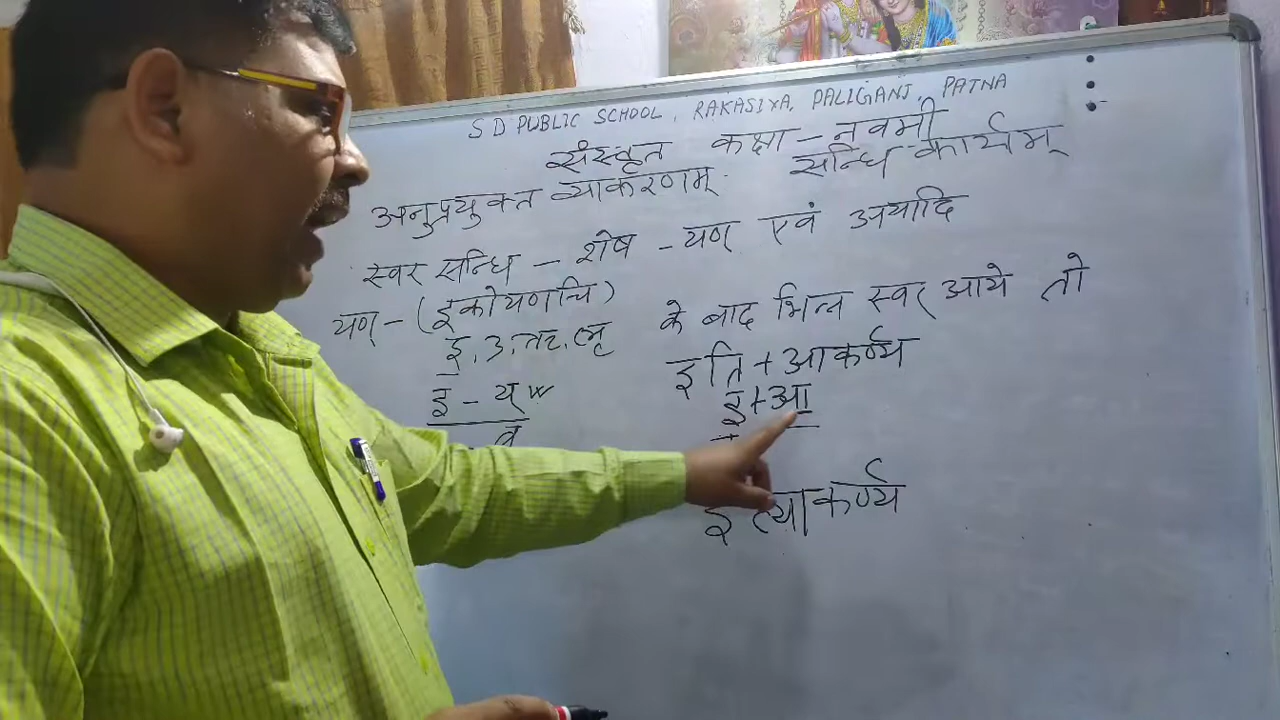 S D PUBLIC SCHOOL, RAKASIYA, PALIGANJ, PATNA
संस्कृत कक्षा - नवमी
अनुप्रयुक्त व्याकरणम् सन्धि कार्यम्
स्वर सन्धि - शेष - यण् एवं अयादि
यण् - (इकोयणचि)
इ, उ, ऋ, लृ के बाद भिन्न स्वर् आये तो
इति + आकर्ण्य
इ - य् इ + आ
व्
इत्याकर्ण्य